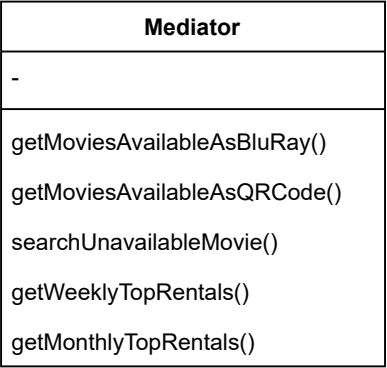 Mediator
-
getMoviesAvailableAsBluRay()
getMoviesAvailableAsQRCode()
searchUnavailableMovie()
getWeeklyTopRentals()
getMonthlyTopRentals()